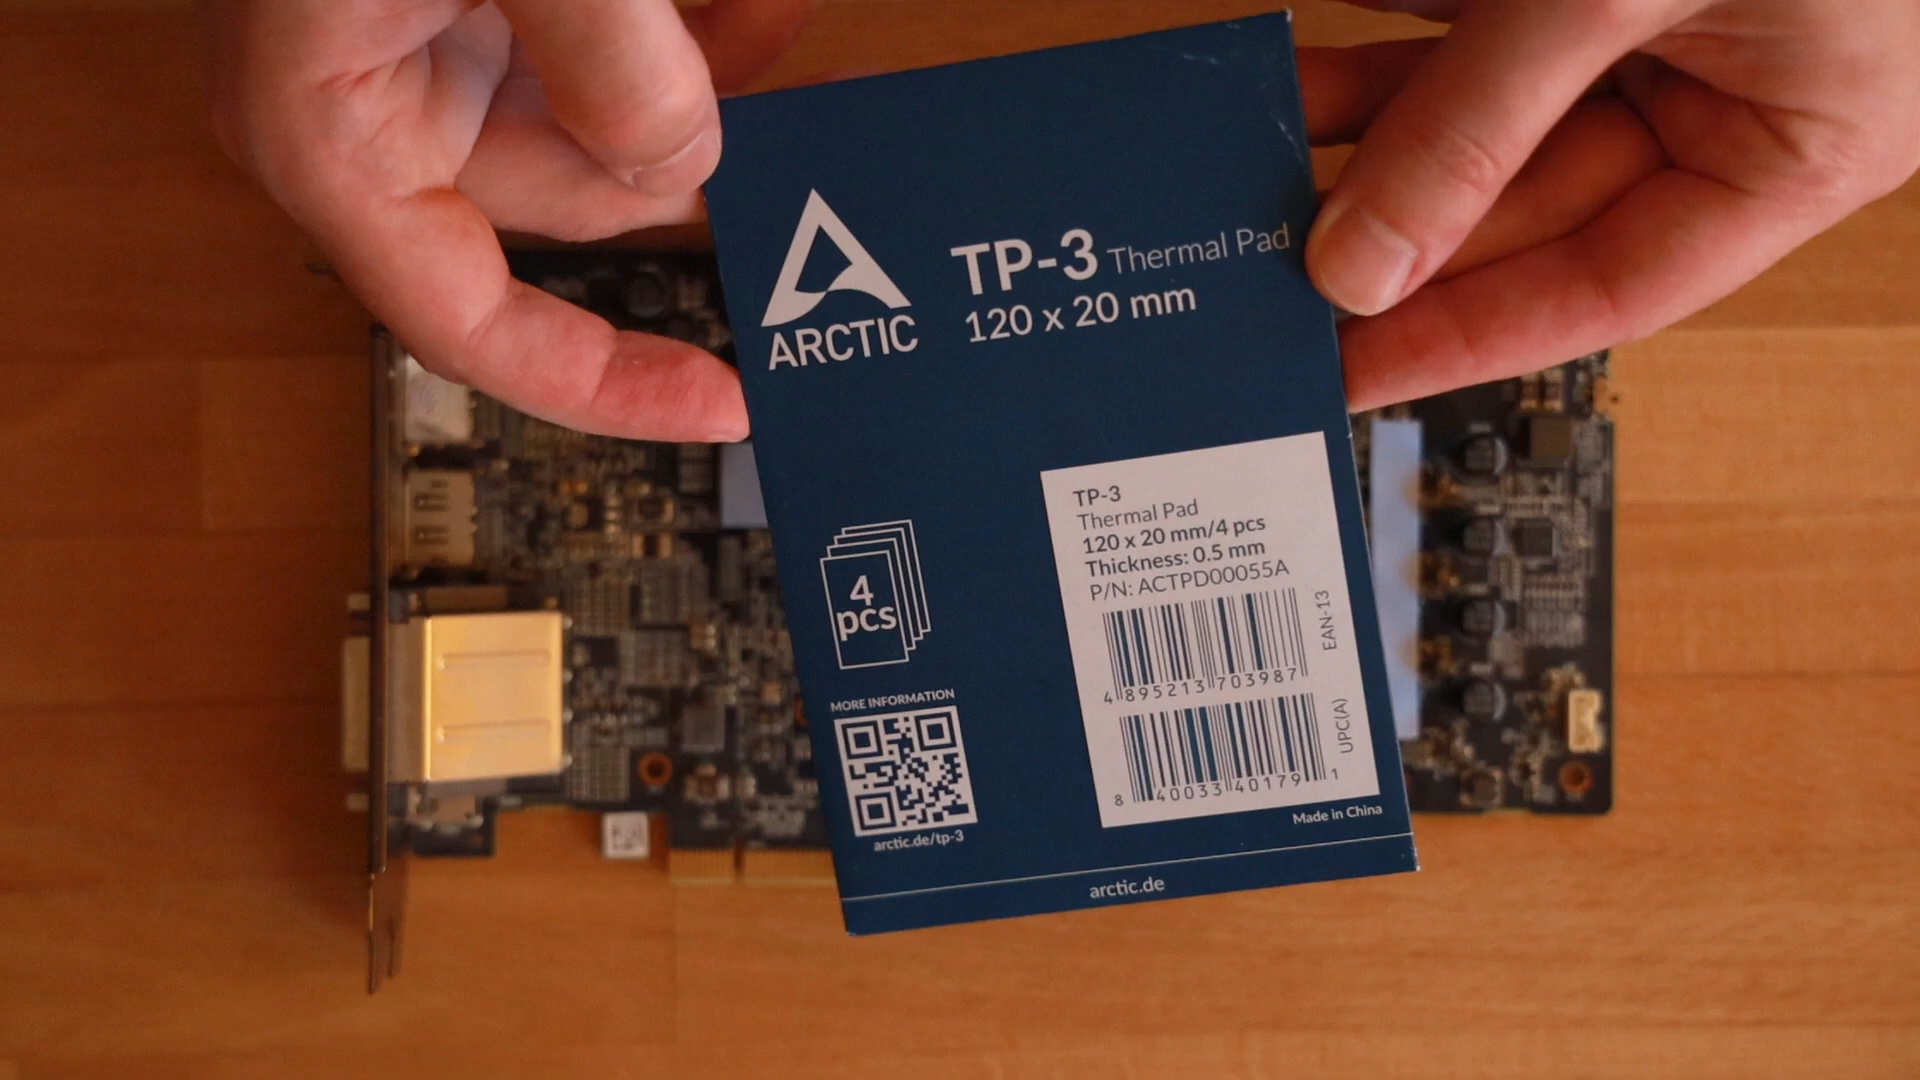 ARCTIC
TP-3 Thermal Pad
120 x 20 mm
4
pcs
MORE INFORMATION
arctic.de/tp-3
TP-3
Thermal Pad
120 x 20 mm/4 pcs
Thickness: 0.5 mm
P/N: ACTPD00055A
4 895213 703987
EAN-13
8 40033 40179 1
UPC(A)
Made in China
arctic.de